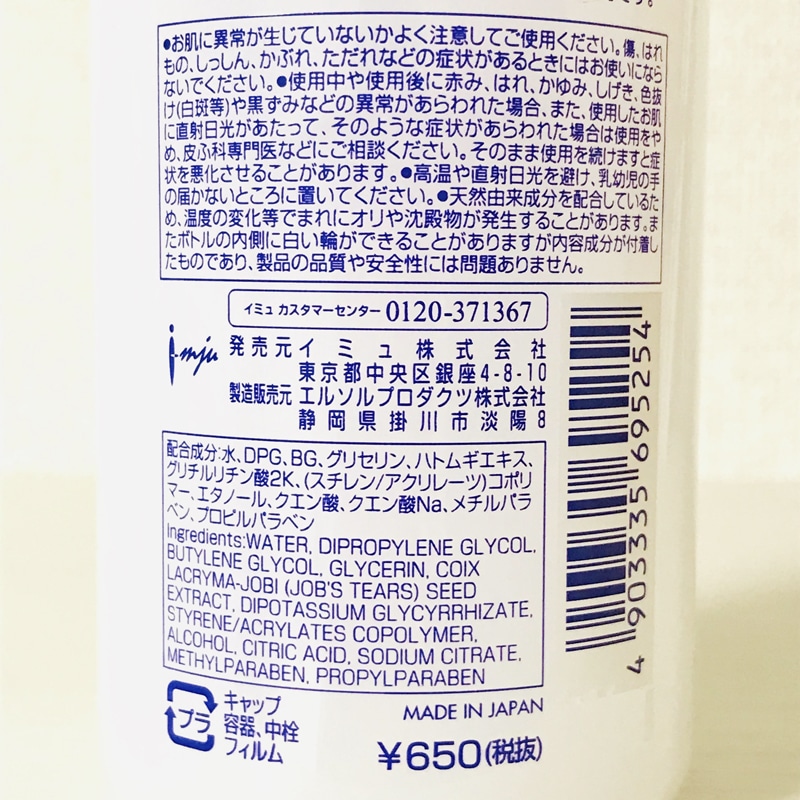 ●お肌に異常が生じていないかよく注意してご使用ください。傷、はれ
もの、しっしん、かぶれ、ただれなどの症状があるときにはお使いになら
ないでください。●使用中や使用後に赤み、はれ、かゆみ、しげき、色抜
け(白斑等)や黒ずみなどの異常があらわれた場合、また、使用したお肌
に直射日光があたって、そのような症状があらわれた場合は使用をや
め、皮ふ科専門医などにご相談ください。そのまま使用を続けますと症
状を悪化させることがあります。●高温や直射日光を避け、乳幼児の手
の届かないところに置いてください。●天然由来成分を配合しているた
め、温度の変化等でまれにオリや沈殿物が発生することがあります。ま
たボトルの内側に白い輪ができることがありますが内容成分が付着し
たものであり、製品の品質や安全性には問題ありません。
イミュ カスタマーセンター 0120-371367
i-mju 発売元 イミュ株式会社
東京都中央区銀座4-8-10
製造販売元 エルソルプロダクツ株式会社
静岡県掛川市淡陽8
配合成分:水、DPG、BG、グリセリン、ハトムギエキス、
グリチルリチン酸2K、(スチレン/アクリレーツ)コポリ
マー、エタノール、クエン酸、クエン酸Na、メチルパラ
ベン、プロピルパラベン
Ingredients:WATER, DIPROPYLENE GLYCOL,
BUTYLENE GLYCOL, GLYCERIN, COIX
LACRYMA-JOBI (JOB'S TEARS) SEED
EXTRACT, DIPOTASSIUM GLYCYRRHIZATE,
STYRENE/ACRYLATES COPOLYMER,
ALCOHOL, CITRIC ACID, SODIUM CITRATE,
METHYLPARABEN, PROPYLPARABEN
4903335695254
プラ
キャップ
容器、中栓
フィルム
MADE IN JAPAN
¥650(税抜)